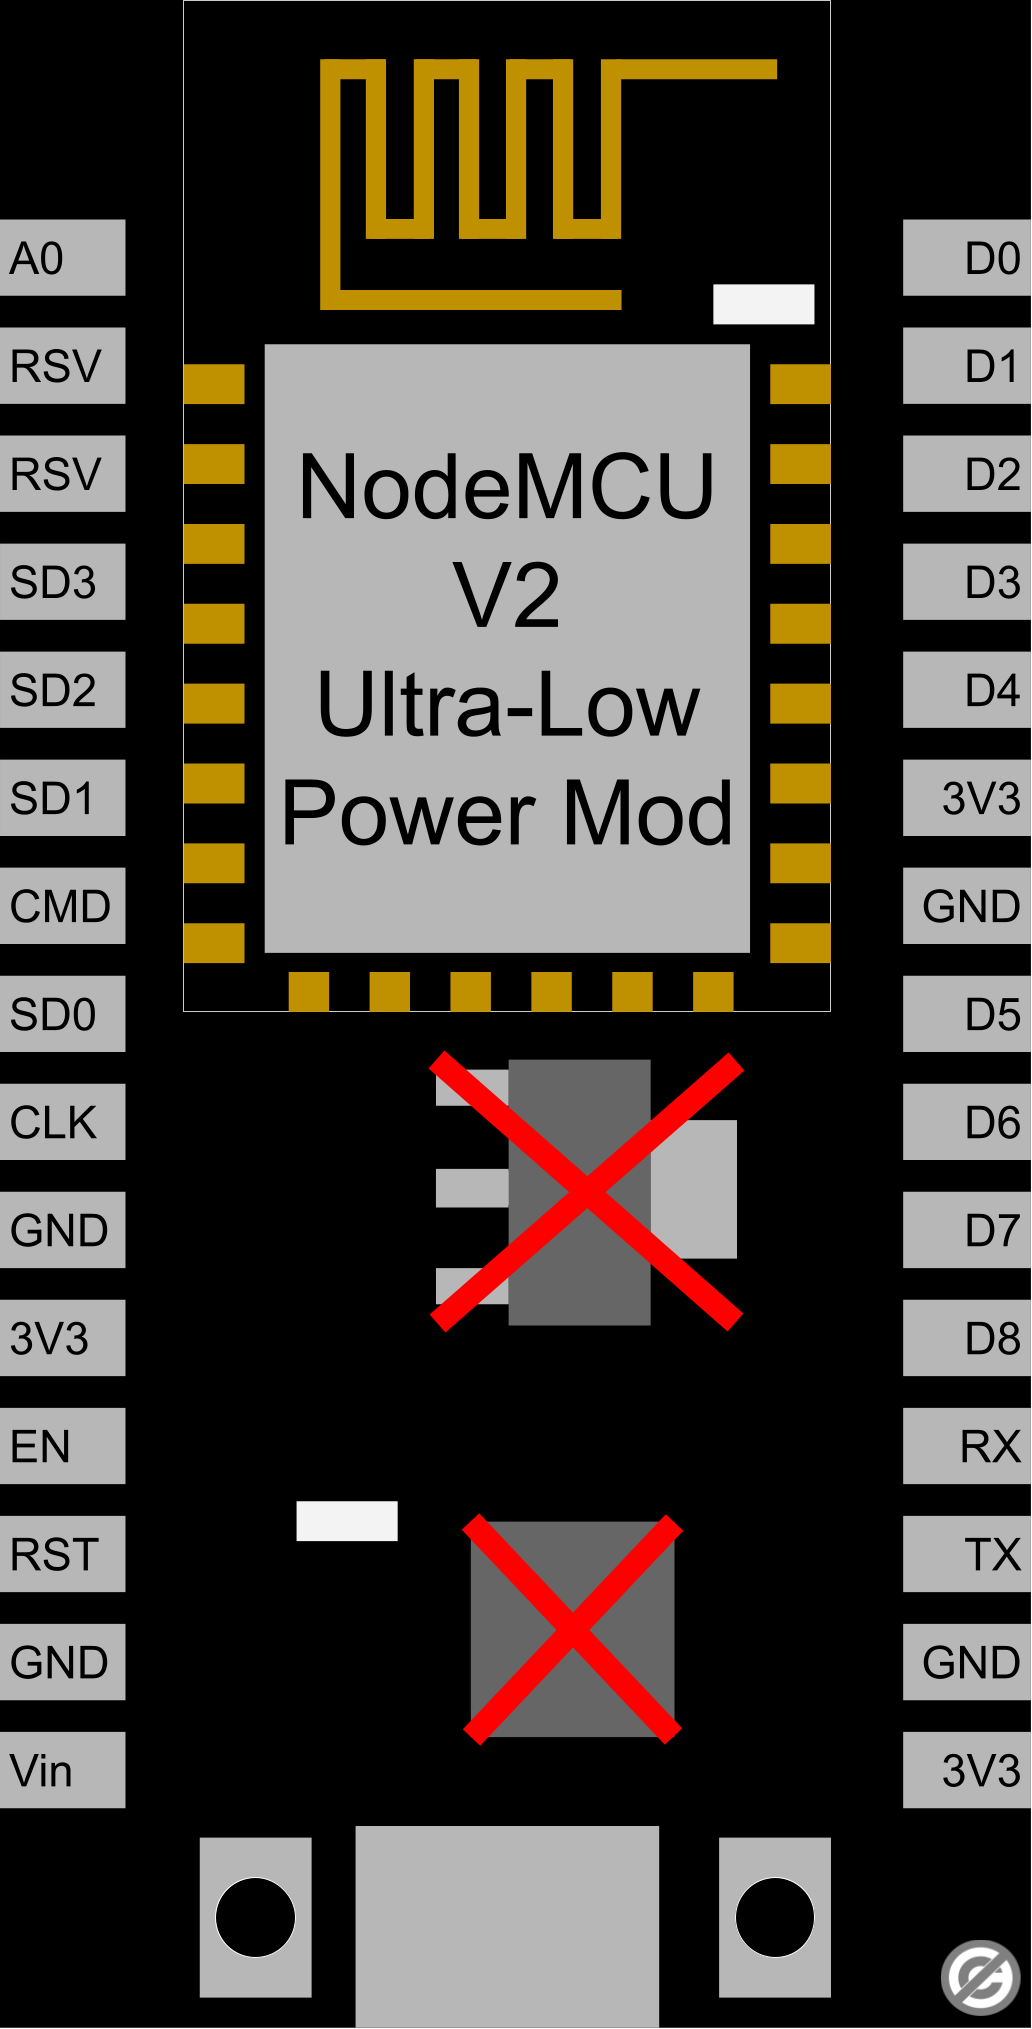 A0
RSV
RSV
SD3
SD2
SD1
CMD
SD0
CLK
GND
3V3
EN
RST
GND
Vin
NodeMCU
V2
Ultra-Low
Power Mod
D0
D1
D2
D3
D4
3V3
GND
D5
D6
D7
D8
RX
TX
GND
3V3